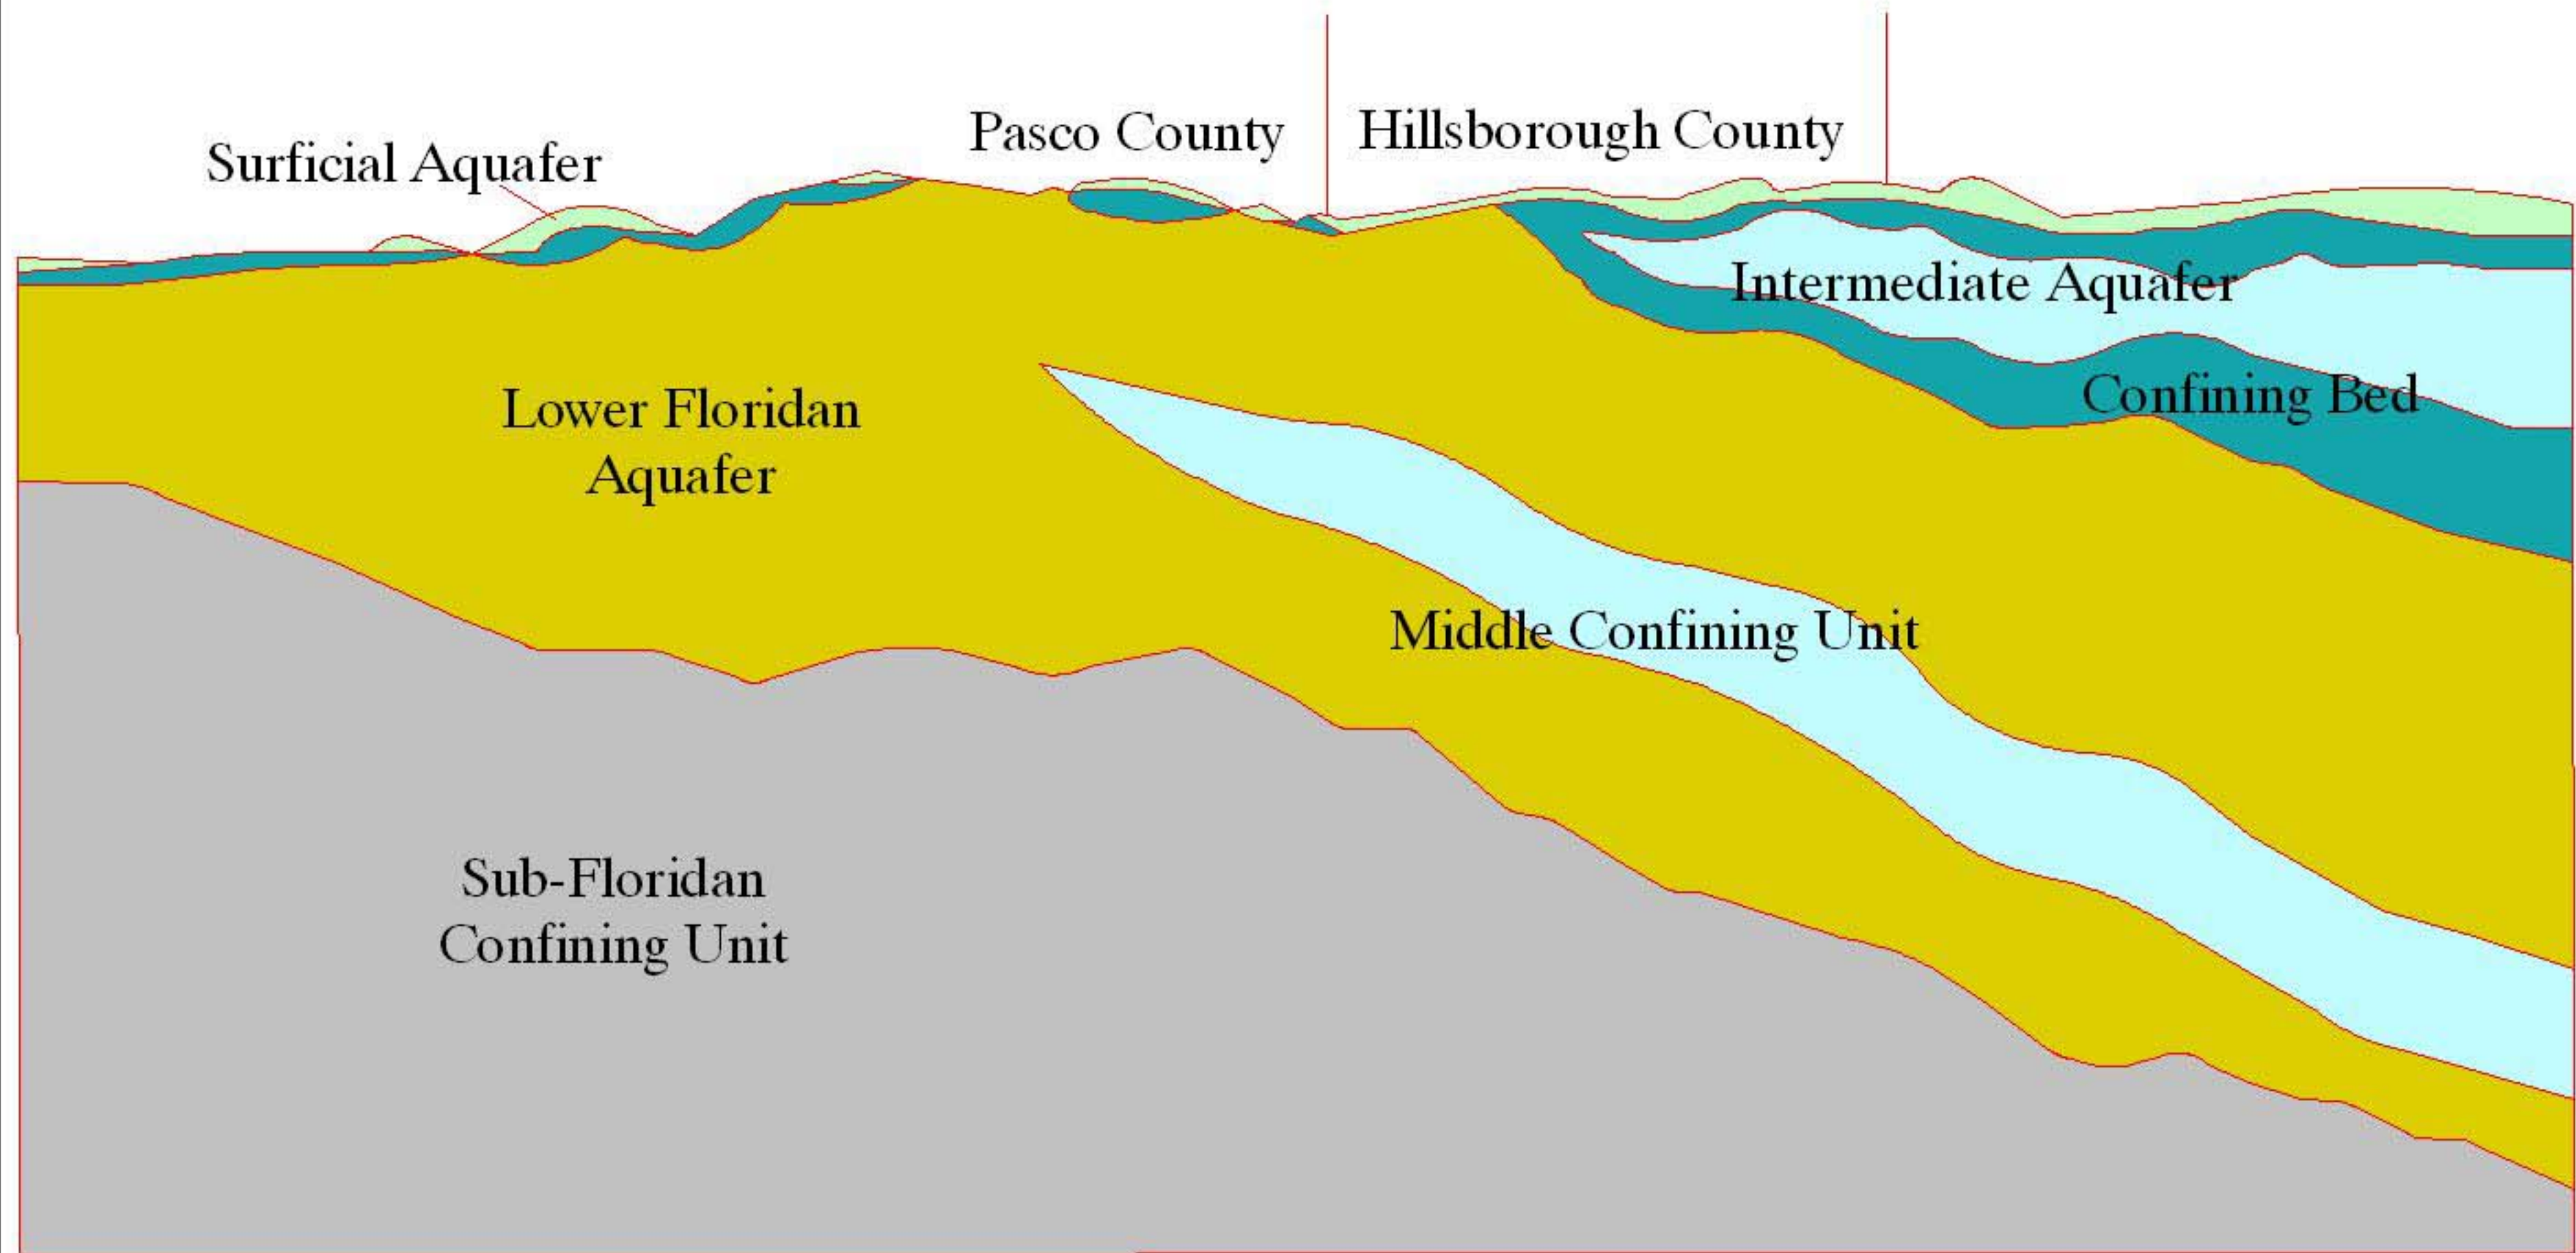 Pasco County
Hillsborough County
Surficial Aquafer
Intermediate Aquafer
Confining Bed
Lower Floridan
Aquafer
Middle Confining Unit
Sub-Floridan
Confining Unit